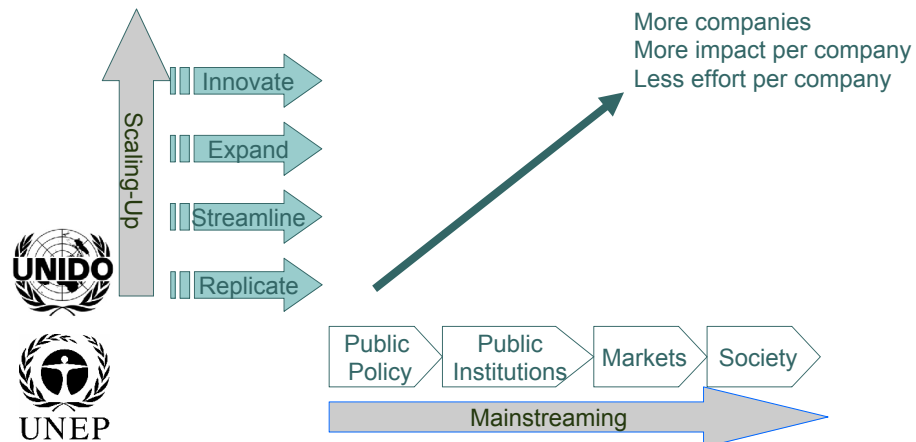 More companies
More impact per company
Less effort per company
Innovate
Expand
Streamline
Replicate
Scaling-Up
UNIDO
UNEP
Public
Policy
Public
Institutions
Markets
Society
Mainstreaming